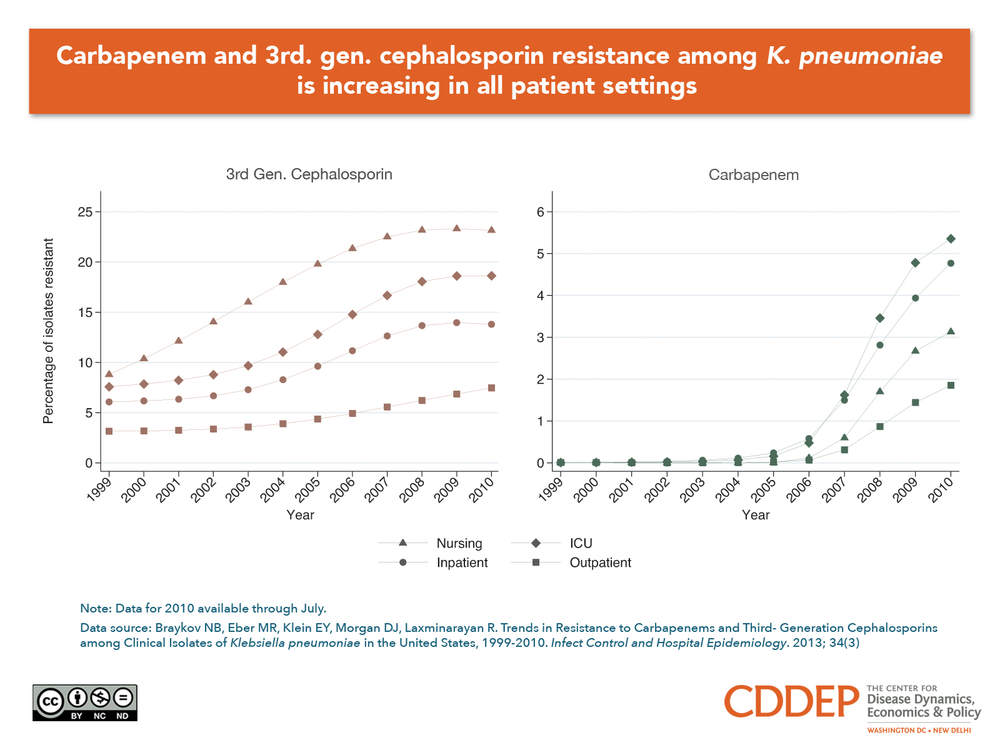 Carbapenem and 3rd. gen. cephalosporin resistance among K. pneumoniae
is increasing in all patient settings
3rd Gen. Cephalosporin
Percentage of isolates resistant
25
20
15
10
5
0
1999
2000
2001
2002
2003
2004
2005
2006
2007
2008
2009
2010
Year
Carbapenem
6
5
4
3
2
1
0
1999
2000
2001
2002
2003
2004
2005
2006
2007
2008
2009
2010
Year
Nursing
ICU
Inpatient
Outpatient
Note: Data for 2010 available through July.
Data source: Braykov NB, Eber MR, Klein EY, Morgan DJ, Laxminarayan R. Trends in Resistance to Carbapenems and Third- Generation Cephalosporins
among Clinical Isolates of Klebsiella pneumoniae in the United States, 1999-2010. Infect Control and Hospital Epidemiology. 2013; 34(3)
cc
BY NC ND
CDDEP
THE CENTER FOR
Disease Dynamics,
Economics & Policy
WASHINGTON DC • NEW DELHI